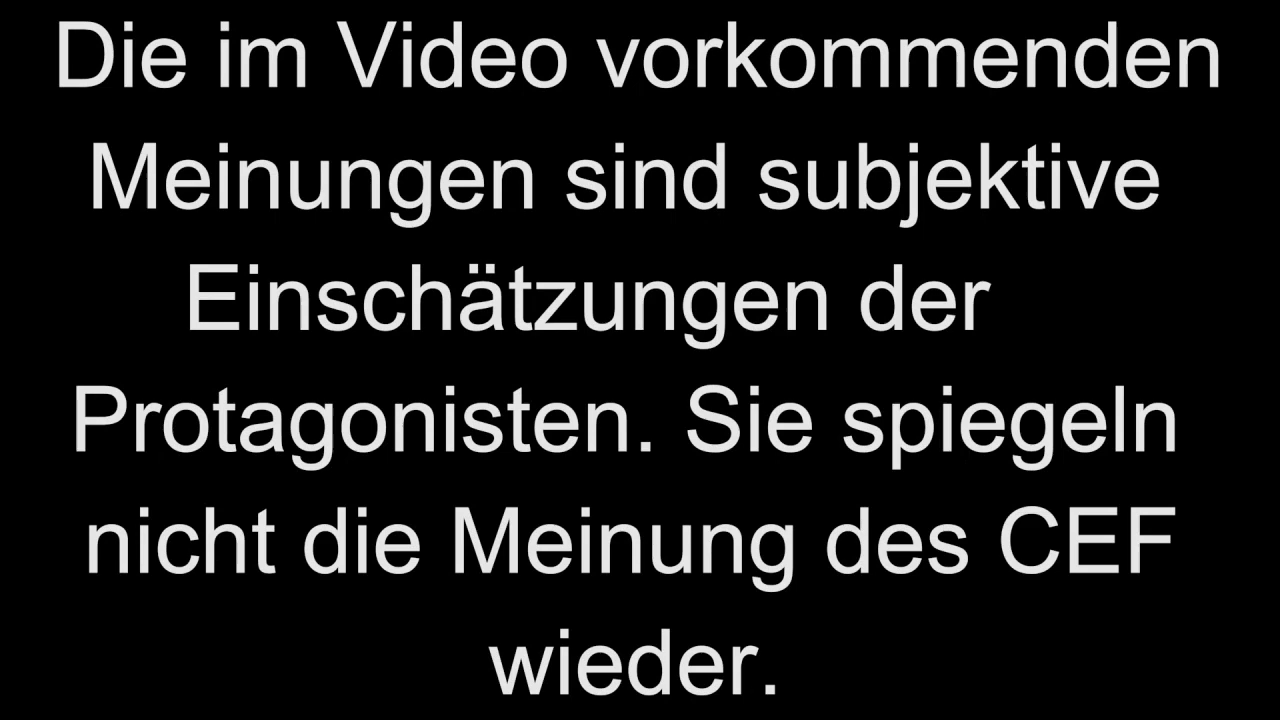 Die im Video vorkommenden
Meinungen sind subjektive
Einschätzungen der
Protagonisten. Sie spiegeln
nicht die Meinung des CEF
wieder.